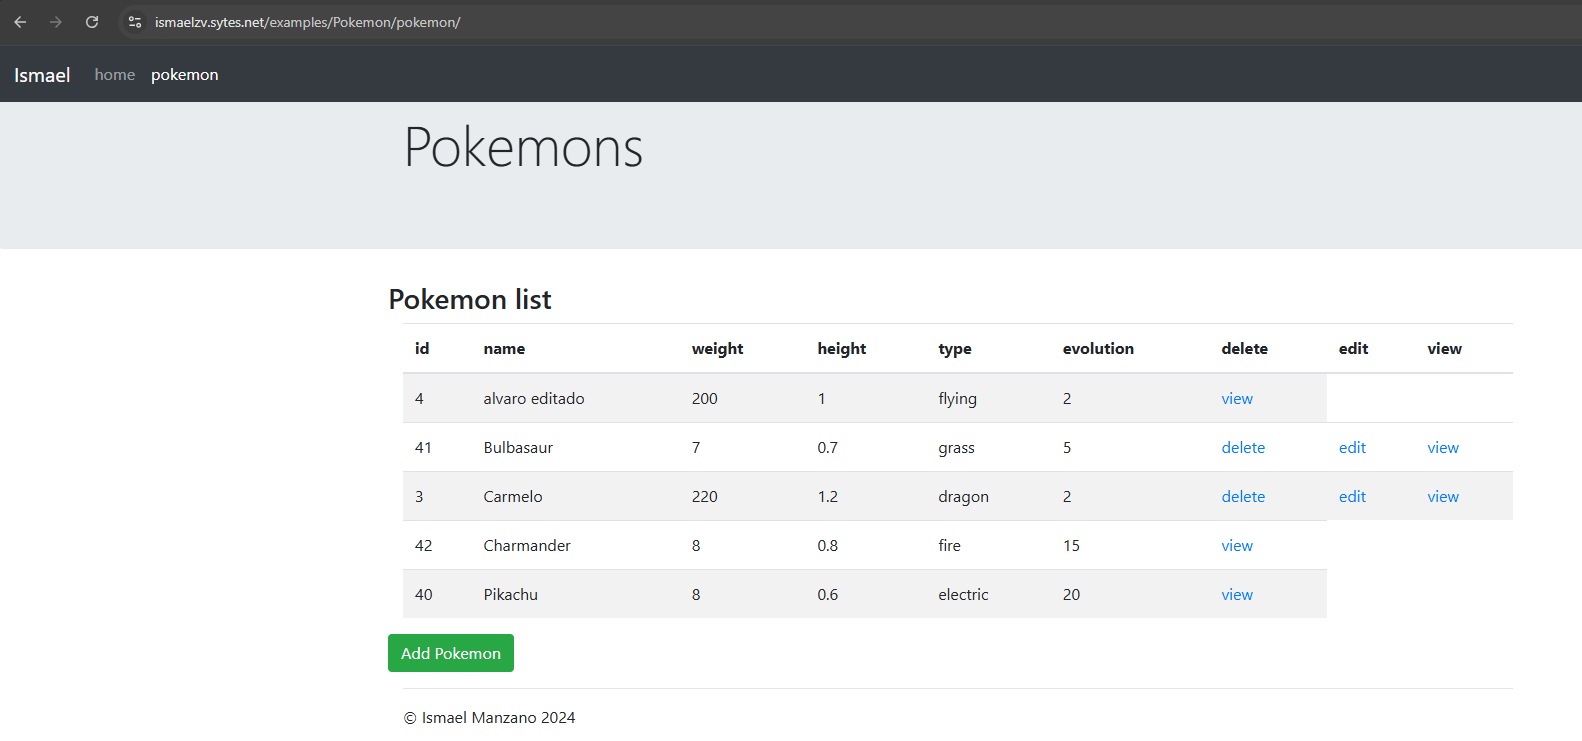 ismaelzv.sytes.net/examples/Pokemon/pokemon/
Ismael home pokemon
Pokemons
Pokemon list
id name weight height type evolution delete edit view
4 alvaro editado 200 1 flying 2 view
41 Bulbasaur 7 0.7 grass 5 delete edit view
3 Carmelo 220 1.2 dragon 2 delete edit view
42 Charmander 8 0.8 fire 15 view
40 Pikachu 8 0.6 electric 20 view
Add Pokemon
© Ismael Manzano 2024